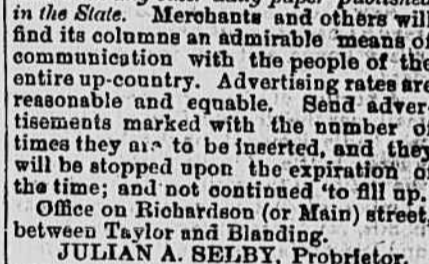 in the State. Merchants and others will
find its columns an admirable means of
communication with the people of the
entire up-country. Advertising rates are
reasonable and equable. Send adver-
tisements marked with the number of
times they are to be inserted, and they
will be stopped upon the expiration of
the time; and not continued 'to fill up.'
Office on Richardson (or Main) street,
between Taylor and Blanding.
JULIAN A. SELBY, Proprietor.